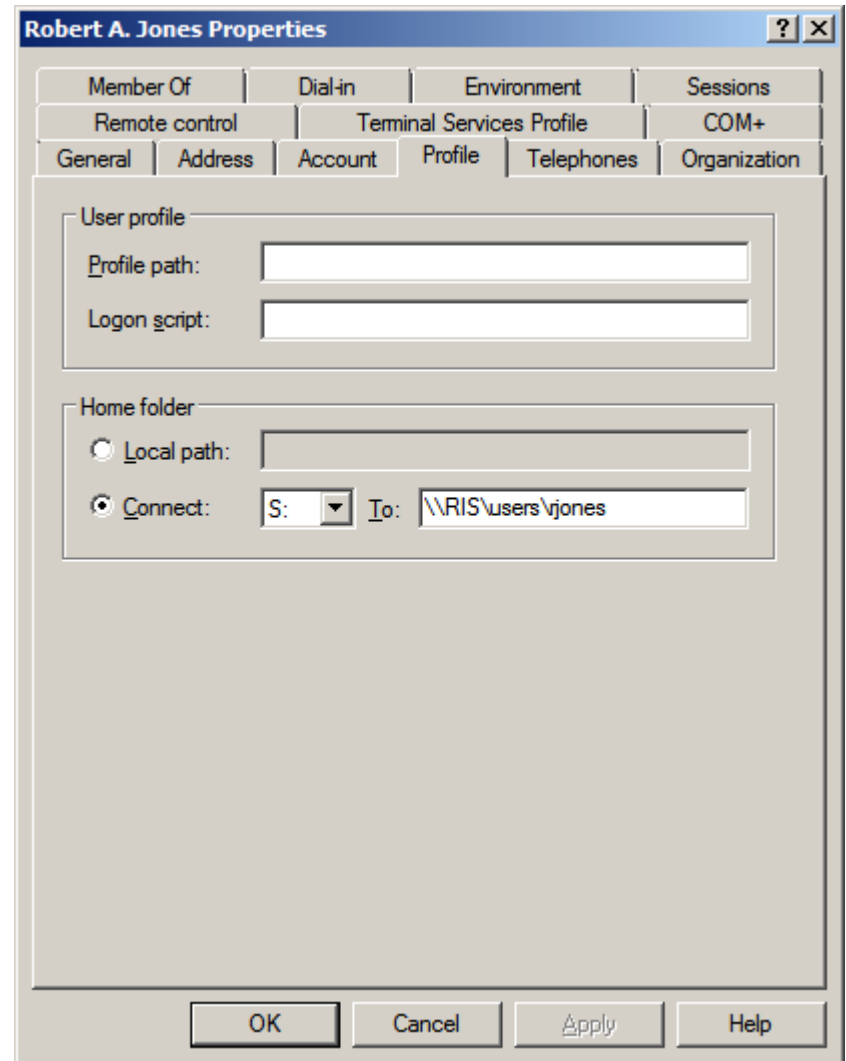 Robert A. Jones Properties
Member Of Dial-in Environment Sessions
Remote control Terminal Services Profile COM+
General Address Account Profile Telephones Organization
User profile
Profile path:
Logon script:
Home folder
Local path:
Connect: S: To: \\RIS\users\rjones
OK Cancel Apply Help